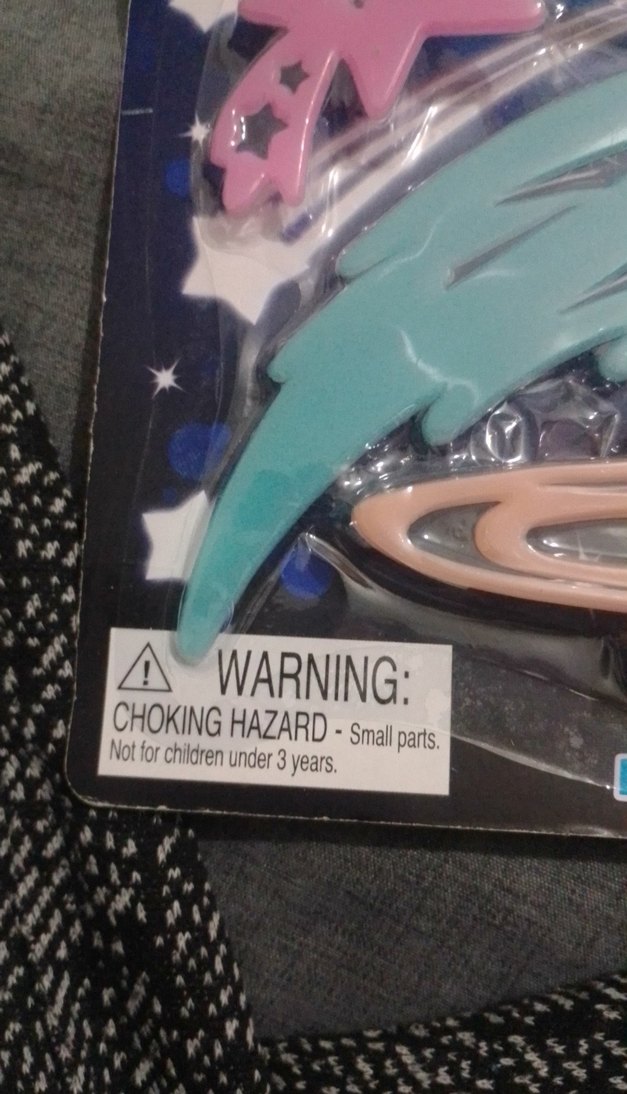 WARNING:
CHOKING HAZARD - Small parts.
Not for children under 3 years.